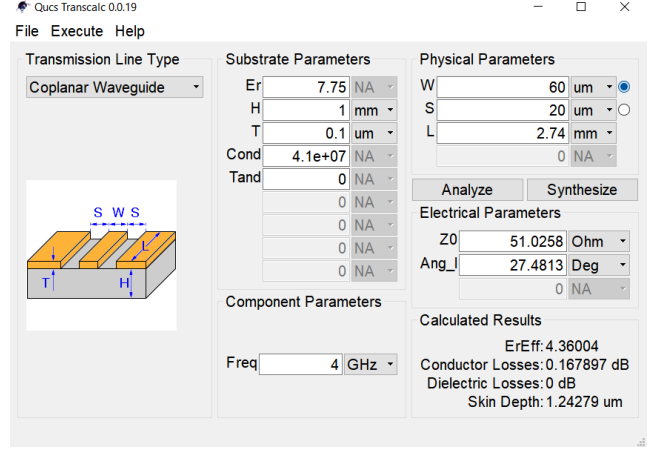 Qucs Transcalc 0.0.19
File Execute Help
Transmission Line Type
Coplanar Waveguide
S W S
L
T
H
Substrate Parameters
Er 7.75 NA
H 1 mm
T 0.1 um
Cond 4.1e+07 NA
Tand 0 NA
0 NA
0 NA
0 NA
0 NA
Component Parameters
Freq 4 GHz
Physical Parameters
W 60 um
S 20 um
L 2.74 mm
0 NA
Analyze Synthesize
Electrical Parameters
Z0 51.0258 Ohm
Ang_l 27.4813 Deg
0 NA
Calculated Results
ErEff: 4.36004
Conductor Losses: 0.167897 dB
Dielectric Losses: 0 dB
Skin Depth: 1.24279 um